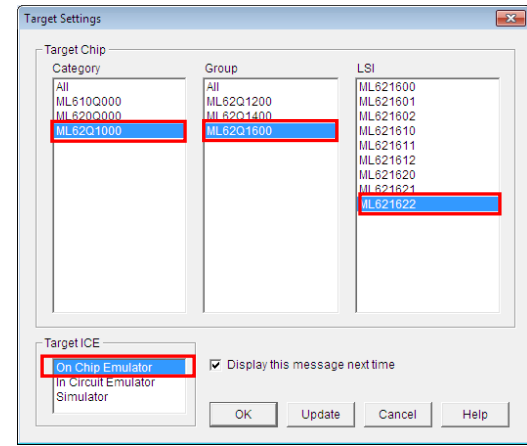 Target Settings
Target Chip
Category
Group
LSI
All
ML610Q000
ML620Q000
ML62Q1000
All
ML62Q1200
ML62Q1400
ML62Q1600
ML621600
ML621601
ML621602
ML621610
ML621611
ML621612
ML621620
ML621621
ML621622
Target ICE
On Chip Emulator
In Circuit Emulator
Simulator
Display this message next time
OK
Update
Cancel
Help